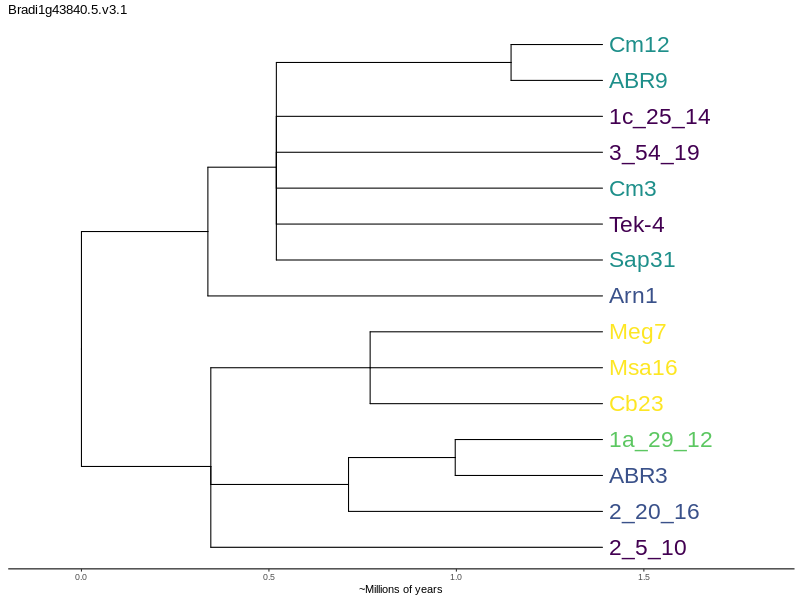 Bradi1g43840.5.v3.1
Cm12
ABR9
1c_25_14
3_54_19
Cm3
Tek-4
Sap31
Arn1
Meg7
Msa16
Cb23
1a_29_12
ABR3
2_20_16
2_5_10
0.0 0.5 1.0 1.5
~Millions of years